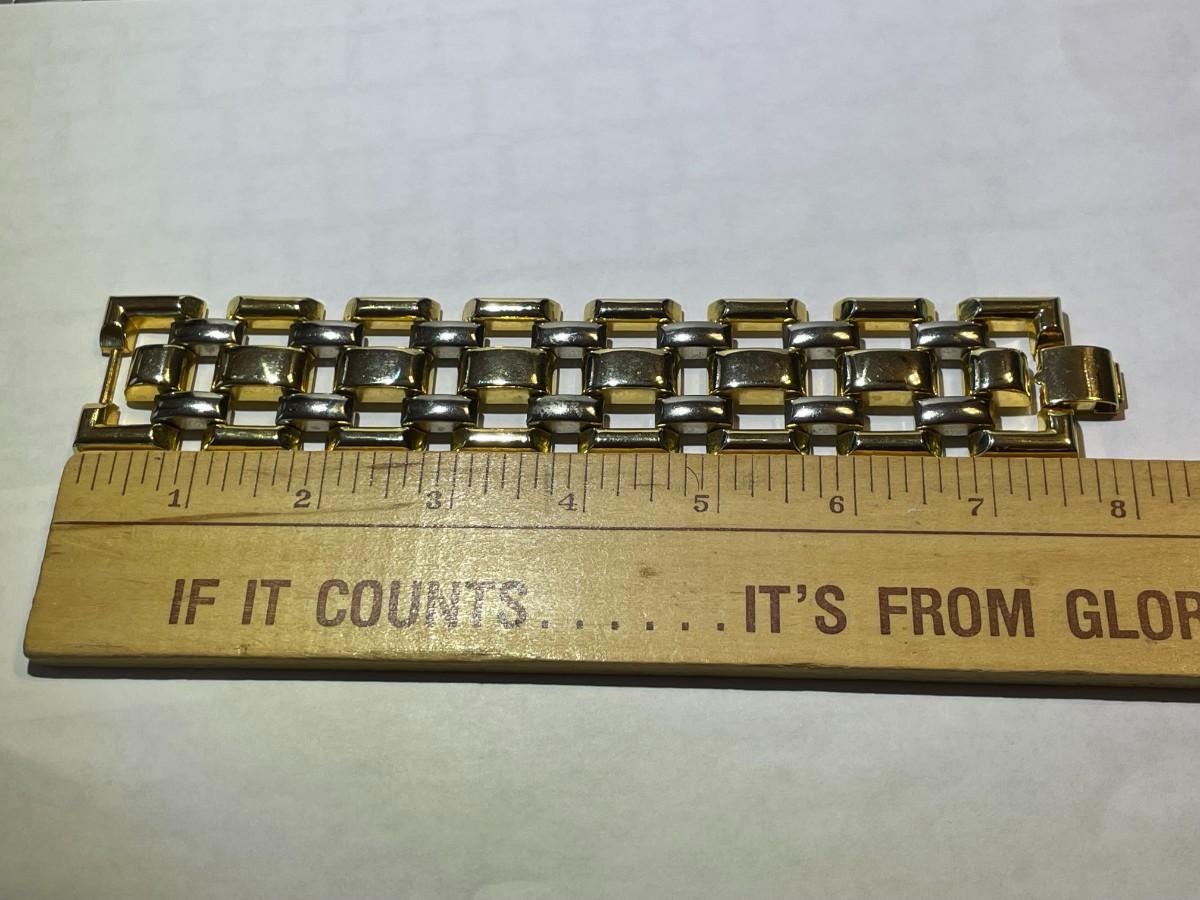 1 2 3 4 5 6 7 8
IF IT COUNTS.......IT'S FROM GLOR